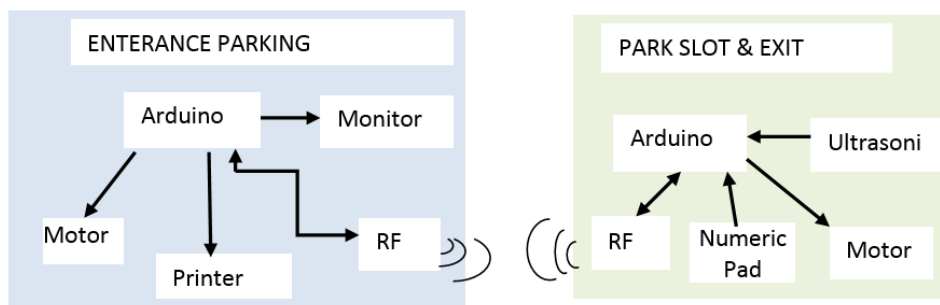 ENTERANCE PARKING
Arduino
Monitor
Motor
Printer
RF
PARK SLOT & EXIT
Arduino
Ultrasoni
RF
Numeric
Pad
Motor